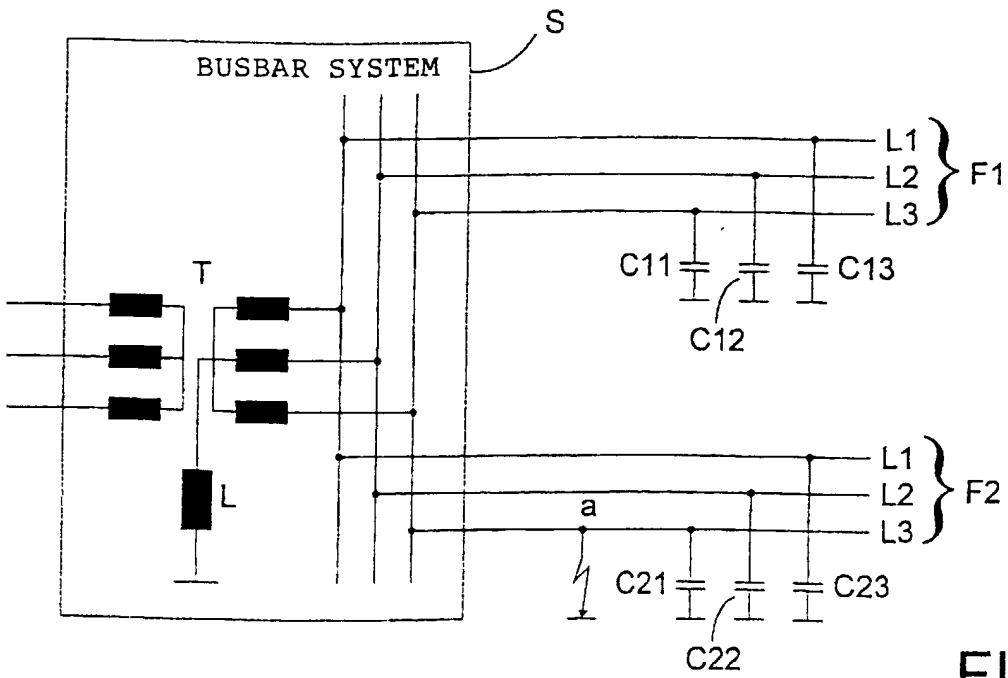 S
BUSBAR SYSTEM
L1
L2
L3
F1
C11
C12
C13
T
L
L1
L2
L3
F2
a
C21
C22
C23